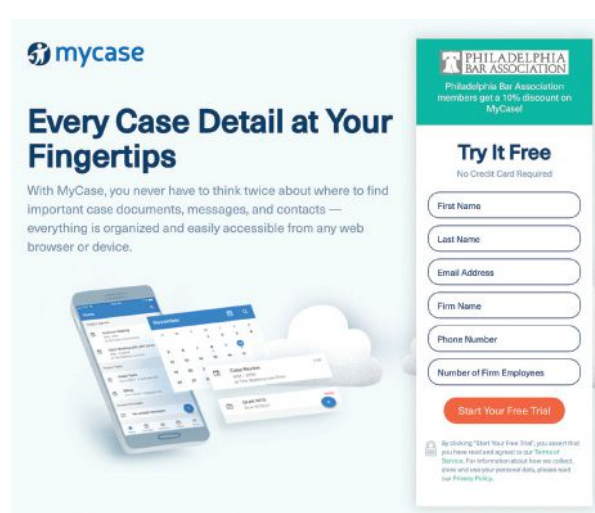 mycase
Every Case Detail at Your
Fingertips
With MyCase, you never have to think twice about where to find
important case documents, messages, and contacts —
everything is organized and easily accessible from any web
browser or device.
PHILADELPHIA
BAR ASSOCIATION
Philadelphia Bar Association
members get a 10% discount on
MyCase!
Try It Free
No Credit Card Required
First Name
Last Name
Email Address
Firm Name
Phone Number
Number of Firm Employees
Start Your Free Trial
By clicking "Start Your Free Trial", you assert that
you have read and agreed to our Terms of
Service. For information about how we collect,
store and use your personal data, please read
our Privacy Policy.
Home
November
Case Review